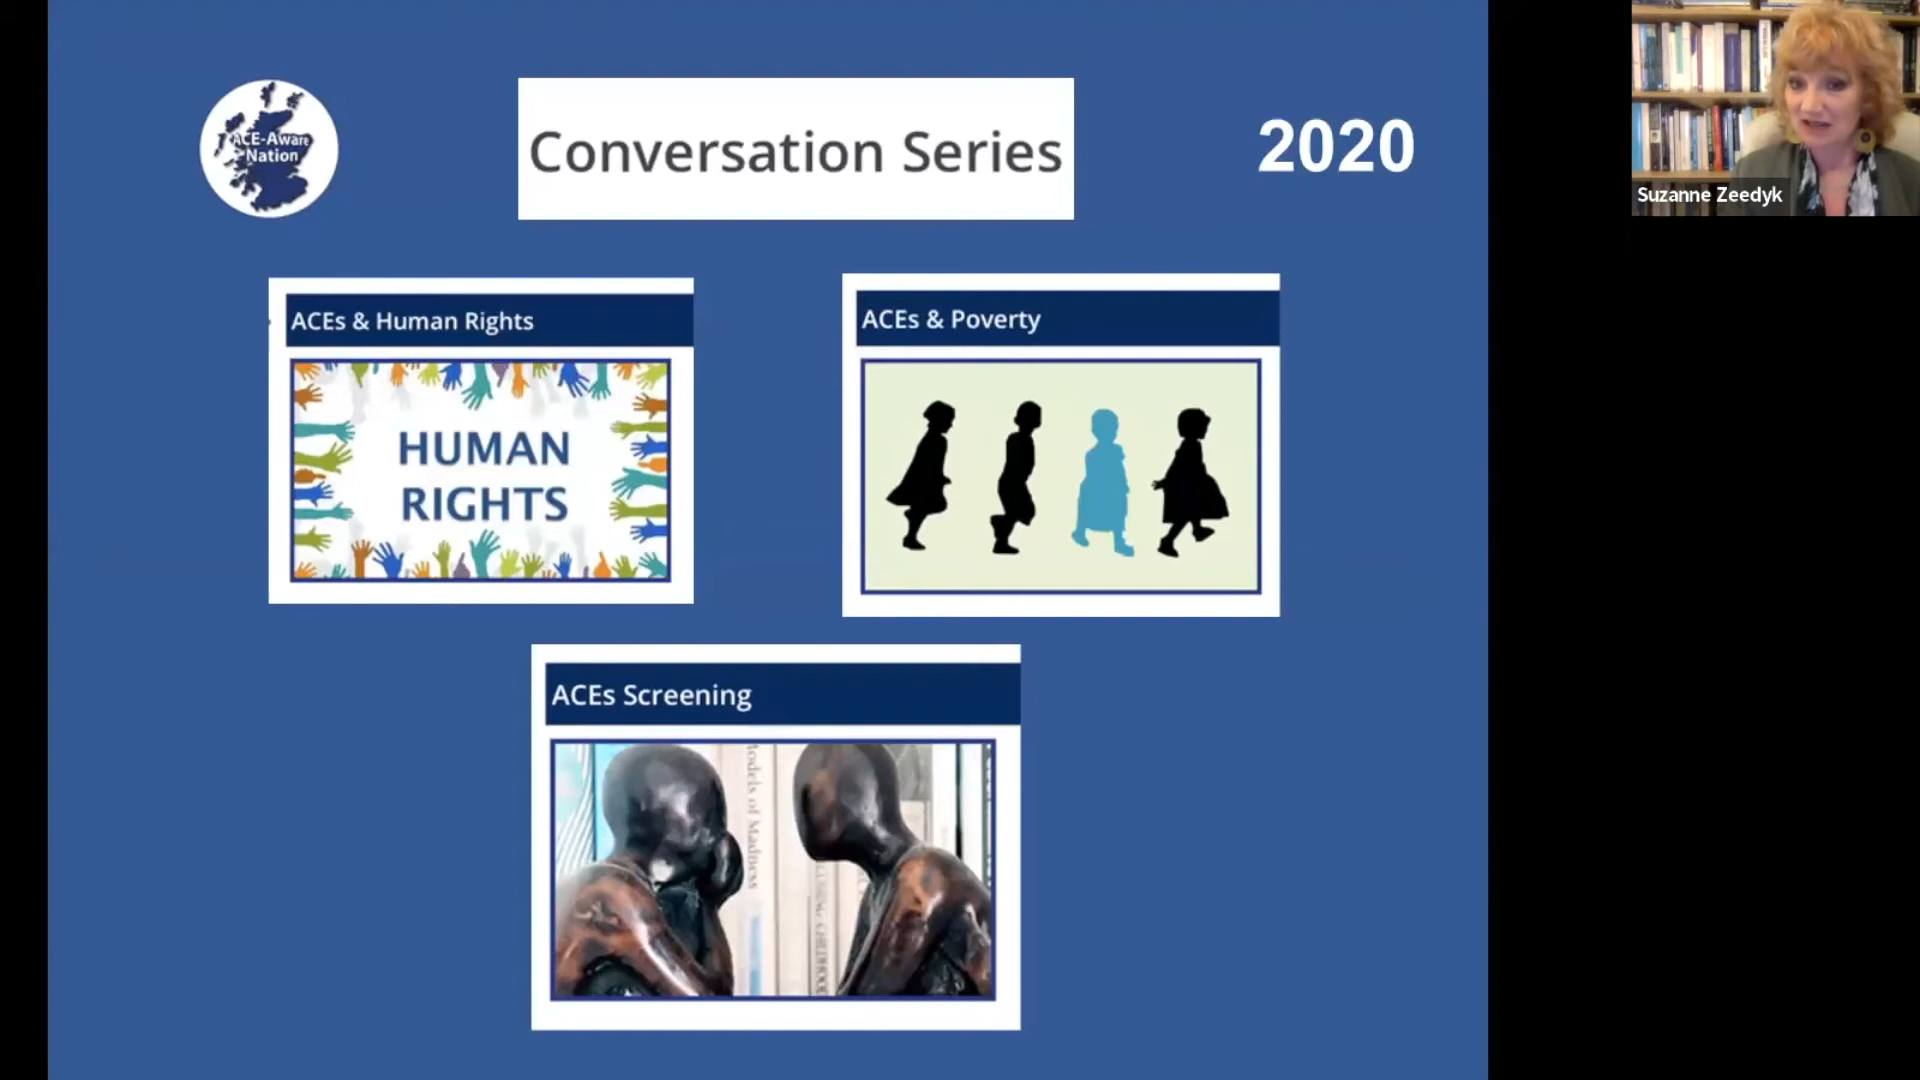 ACE-Aware
Nation
Conversation Series
2020
Suzanne Zeedyk
ACEs & Human Rights
HUMAN
RIGHTS
ACEs & Poverty
ACEs Screening
Models of Madness
CHILDHOOD